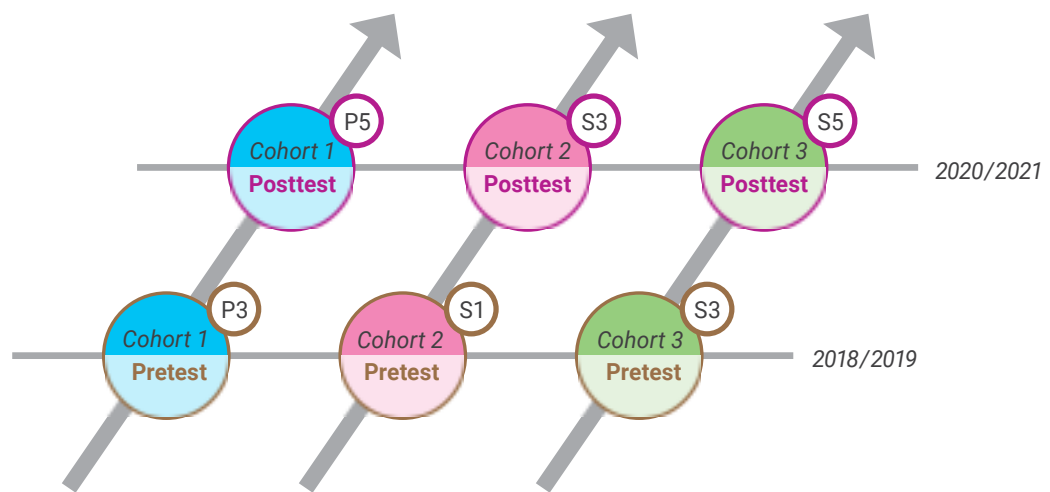 P5
Cohort 1
Posttest
S3
Cohort 2
Posttest
S5
Cohort 3
Posttest
2020/2021
P3
Cohort 1
Pretest
S1
Cohort 2
Pretest
S3
Cohort 3
Pretest
2018/2019